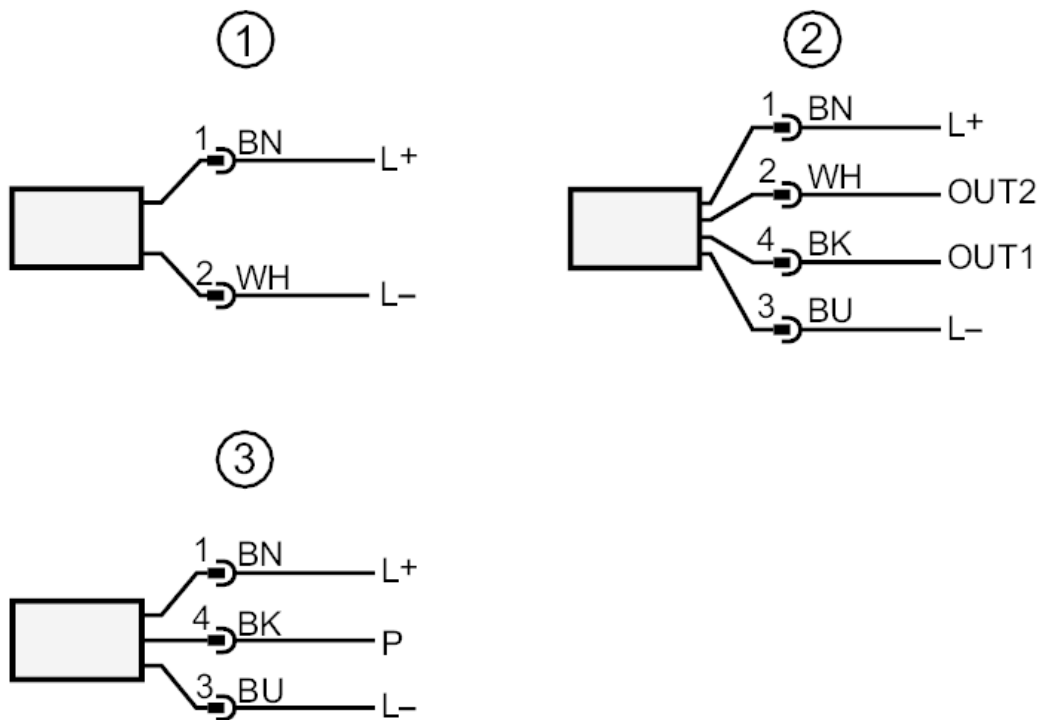 1
1 BN L+
2 WH L–
2
1 BN L+
2 WH OUT2
4 BK OUT1
3 BU L–
3
1 BN L+
4 BK P
3 BU L–